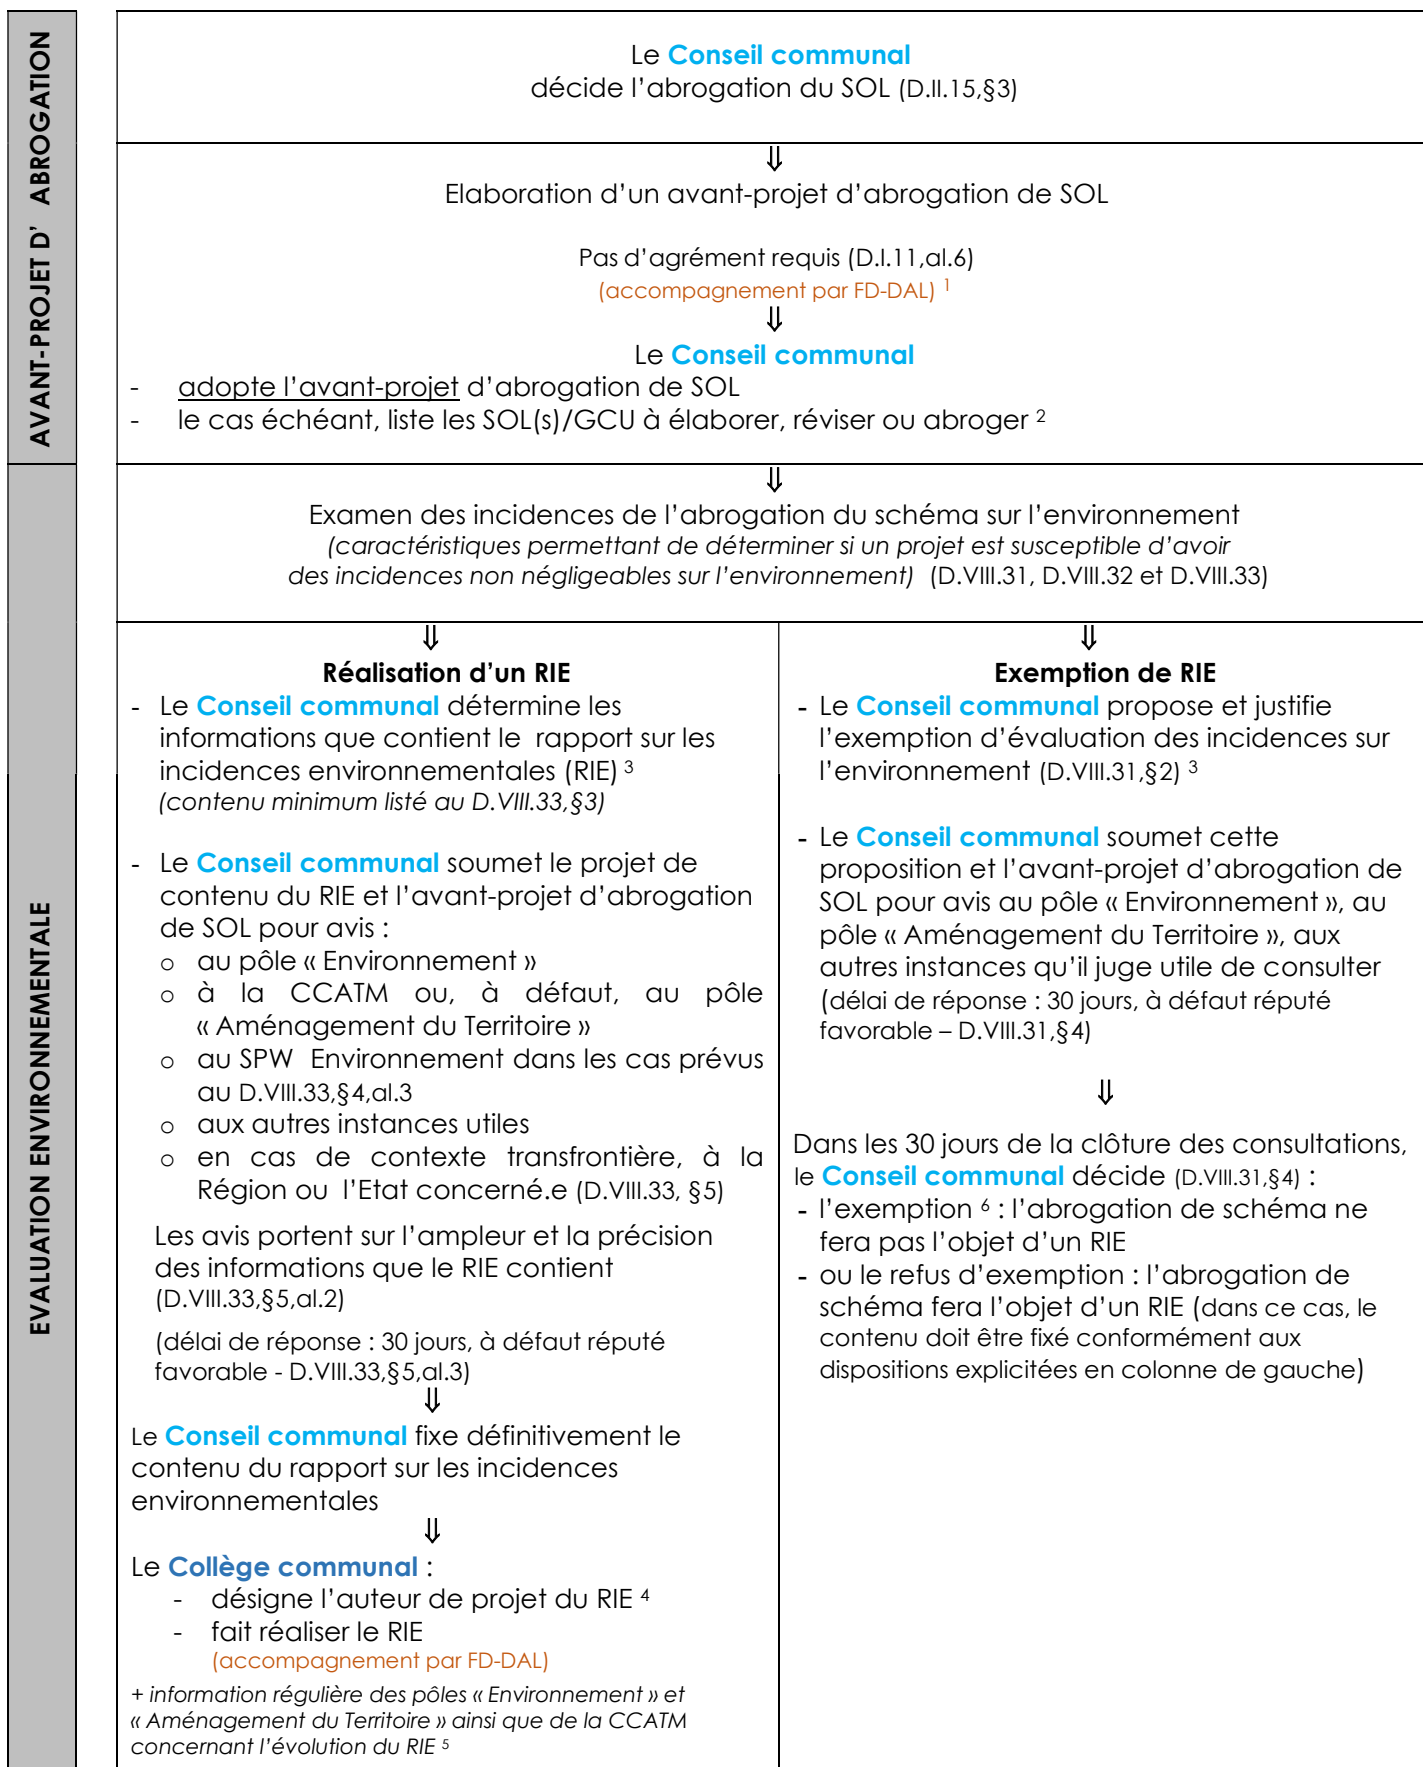 AVANT-PROJET D' ABROGATION
Le Conseil communal
décide l'abrogation du SOL (D.II.15,§3)
⇓
Elaboration d'un avant-projet d'abrogation de SOL
Pas d'agrément requis (D.I.11,al.6)
(accompagnement par FD-DAL) 1
⇓
Le Conseil communal
- adopte l'avant-projet d'abrogation de SOL
- le cas échéant, liste les SOL(s)/GCU à élaborer, réviser ou abroger 2
EVALUATION ENVIRONNEMENTALE
⇓
Examen des incidences de l'abrogation du schéma sur l'environnement
(caractéristiques permettant de déterminer si un projet est susceptible d'avoir
des incidences non négligeables sur l'environnement) (D.VIII.31, D.VIII.32 et D.VIII.33)
⇓
Réalisation d'un RIE
- Le Conseil communal détermine les
informations que contient le rapport sur les
incidences environnementales (RIE) 3
(contenu minimum listé au D.VIII.33,§3)
- Le Conseil communal soumet le projet de
contenu du RIE et l'avant-projet d'abrogation
de SOL pour avis :
o au pôle « Environnement »
o à la CCATM ou, à défaut, au pôle
« Aménagement du Territoire »
o au SPW Environnement dans les cas prévus
au D.VIII.33,§4,al.3
o aux autres instances utiles
o en cas de contexte transfrontière, à la
Région ou l'Etat concerné.e (D.VIII.33, §5)
Les avis portent sur l'ampleur et la précision
des informations que le RIE contient
(D.VIII.33,§5,al.2)
(délai de réponse : 30 jours, à défaut réputé
favorable - D.VIII.33,§5,al.3)
⇓
Le Conseil communal fixe définitivement le
contenu du rapport sur les incidences
environnementales
⇓
Le Collège communal :
- désigne l'auteur de projet du RIE 4
- fait réaliser le RIE
(accompagnement par FD-DAL)
+ information régulière des pôles « Environnement » et
« Aménagement du Territoire » ainsi que de la CCATM
concernant l'évolution du RIE 5
⇓
Exemption de RIE
- Le Conseil communal propose et justifie
l'exemption d'évaluation des incidences sur
l'environnement (D.VIII.31,§2) 3
- Le Conseil communal soumet cette
proposition et l'avant-projet d'abrogation de
SOL pour avis au pôle « Environnement », au
pôle « Aménagement du Territoire », aux
autres instances qu'il juge utile de consulter
(délai de réponse : 30 jours, à défaut réputé
favorable – D.VIII.31,§4)
⇓
Dans les 30 jours de la clôture des consultations,
le Conseil communal décide (D.VIII.31,§4) :
- l'exemption 6 : l'abrogation de schéma ne
fera pas l'objet d'un RIE
- ou le refus d'exemption : l'abrogation de
schéma fera l'objet d'un RIE (dans ce cas, le
contenu doit être fixé conformément aux
dispositions explicitées en colonne de gauche)